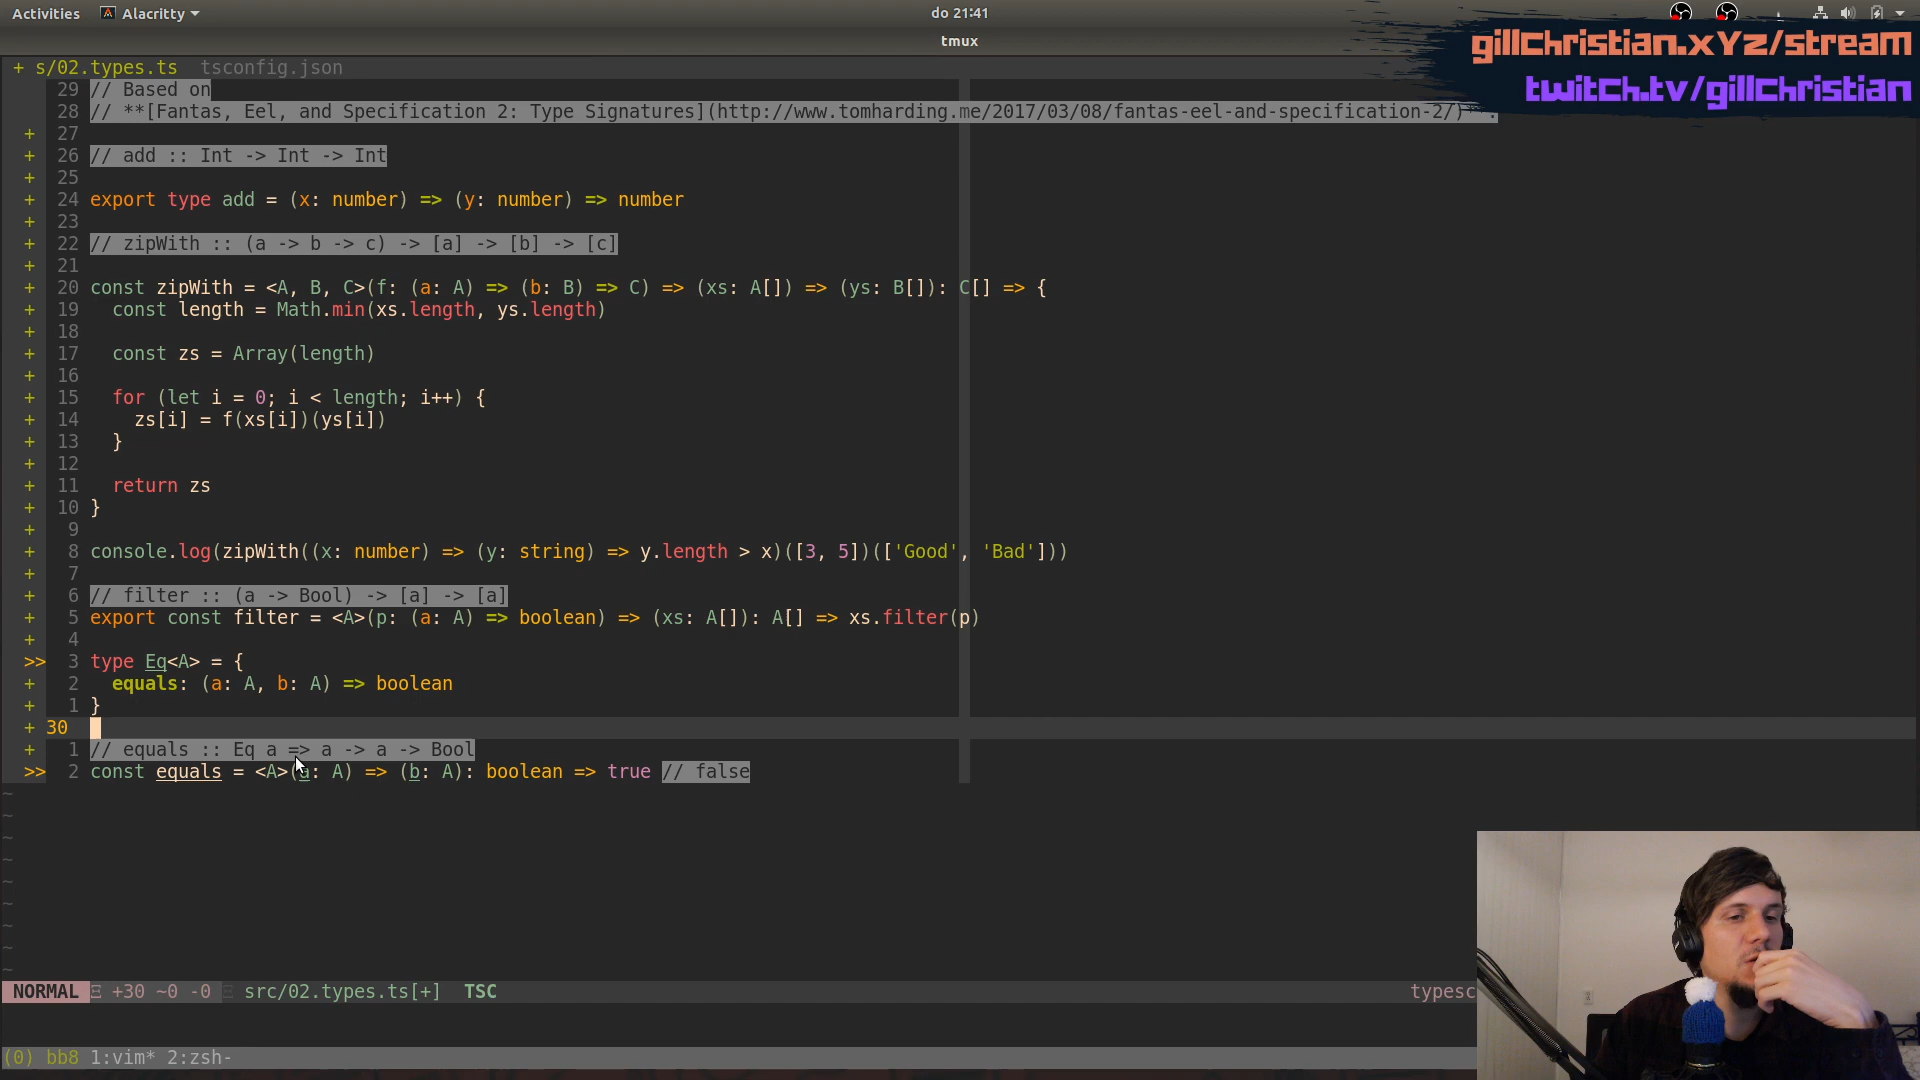 Activities Alacritty do 21:41
tmux
gillChristian.xYz/streaM
twitCh.tv/gillChristian
+ s/02.types.ts tsconfig.json
29 // Based on
28 // **[Fantas, Eel, and Specification 2: Type Signatures](http://www.tomharding.me/2017/03/08/fantas-eel-and-specification-2/)**.
+ 27
+ 26 // add :: Int -> Int -> Int
+ 25
+ 24 export type add = (x: number) => (y: number) => number
+ 23
+ 22 // zipWith :: (a -> b -> c) -> [a] -> [b] -> [c]
+ 21
+ 20 const zipWith = <A, B, C>(f: (a: A) => (b: B) => C) => (xs: A[]) => (ys: B[]): C[] => {
+ 19 const length = Math.min(xs.length, ys.length)
+ 18
+ 17 const zs = Array(length)
+ 16
+ 15 for (let i = 0; i < length; i++) {
+ 14 zs[i] = f(xs[i])(ys[i])
+ 13 }
+ 12
+ 11 return zs
+ 10 }
+ 9
+ 8 console.log(zipWith((x: number) => (y: string) => y.length > x)([3, 5])(['Good', 'Bad']))
+ 7
+ 6 // filter :: (a -> Bool) -> [a] -> [a]
+ 5 export const filter = <A>(p: (a: A) => boolean) => (xs: A[]): A[] => xs.filter(p)
+ 4
>> 3 type Eq<A> = {
+ 2 equals: (a: A, b: A) => boolean
+ 1 }
+ 30
+ 1 // equals :: Eq a => a -> a -> Bool
>> 2 const equals = <A>(a: A) => (b: A): boolean => true // false
~
~
~
~
~
~
~
~
~
NORMAL +30 ~0 -0 src/02.types.ts[+] TSC typesc
(0) bb8 1:vim* 2:zsh-